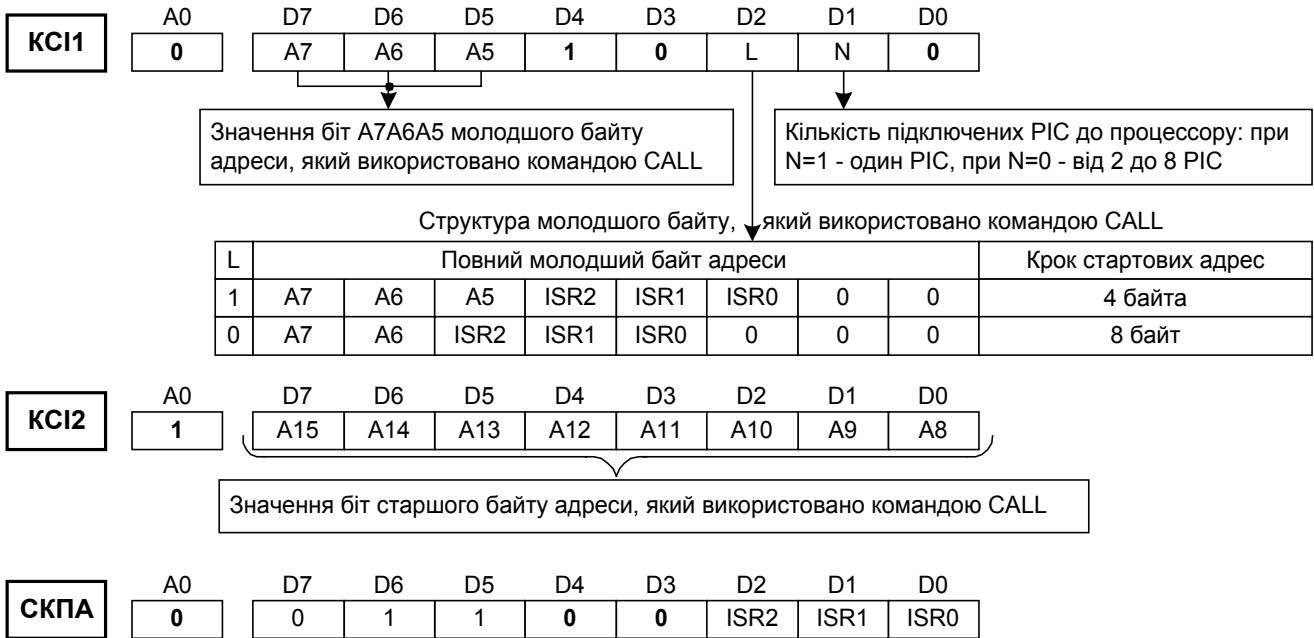 A0 D7 D6 D5 D4 D3 D2 D1 D0
КСІ1 0 A7 A6 A5 1 0 L N 0
Значення біт A7A6A5 молодшого байту
адреси, який використовано командою CALL
Кількість підключених PIC до процессору: при
N=1 - один PIC, при N=0 - від 2 до 8 PIC
Структура молодшого байту, який використовано командою CALL
L Повний молодший байт адреси Крок стартових адрес
1 A7 A6 A5 ISR2 ISR1 ISR0 0 0 4 байта
0 A7 A6 ISR2 ISR1 ISR0 0 0 0 8 байт
A0 D7 D6 D5 D4 D3 D2 D1 D0
КСІ2 1 A15 A14 A13 A12 A11 A10 A9 A8
Значення біт старшого байту адреси, який використовано командою CALL
A0 D7 D6 D5 D4 D3 D2 D1 D0
СКПА 0 0 1 1 0 0 ISR2 ISR1 ISR0